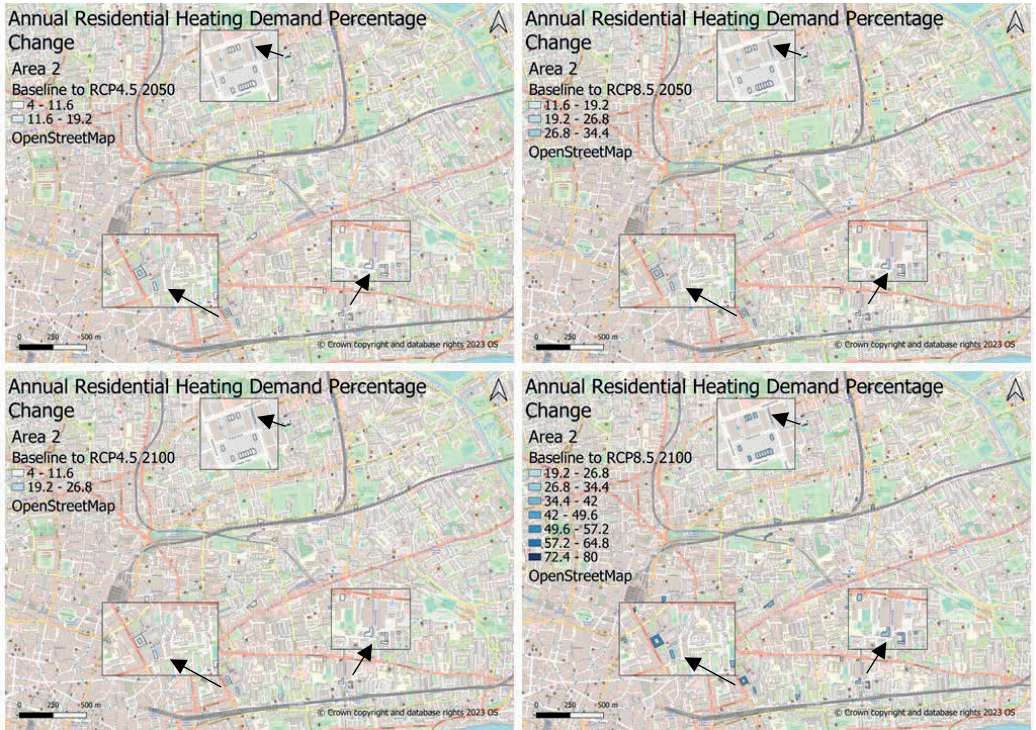 Annual Residential Heating Demand Percentage
Change
Area 2
Baseline to RCP4.5 2050
4 - 11.6
11.6 - 19.2
OpenStreetMap
0 250 500 m
© Crown copyright and database rights 2023 OS
Annual Residential Heating Demand Percentage
Change
Area 2
Baseline to RCP8.5 2050
11.6 - 19.2
19.2 - 26.8
26.8 - 34.4
OpenStreetMap
0 250 500 m
© Crown copyright and database rights 2023 OS
Annual Residential Heating Demand Percentage
Change
Area 2
Baseline to RCP4.5 2100
4 - 11.6
19.2 - 26.8
OpenStreetMap
0 250 500 m
© Crown copyright and database rights 2023 OS
Annual Residential Heating Demand Percentage
Change
Area 2
Baseline to RCP8.5 2100
19.2 - 26.8
26.8 - 34.4
34.4 - 42
42 - 49.6
49.6 - 57.2
57.2 - 64.8
72.4 - 80
OpenStreetMap
0 250 500 m
© Crown copyright and database rights 2023 OS